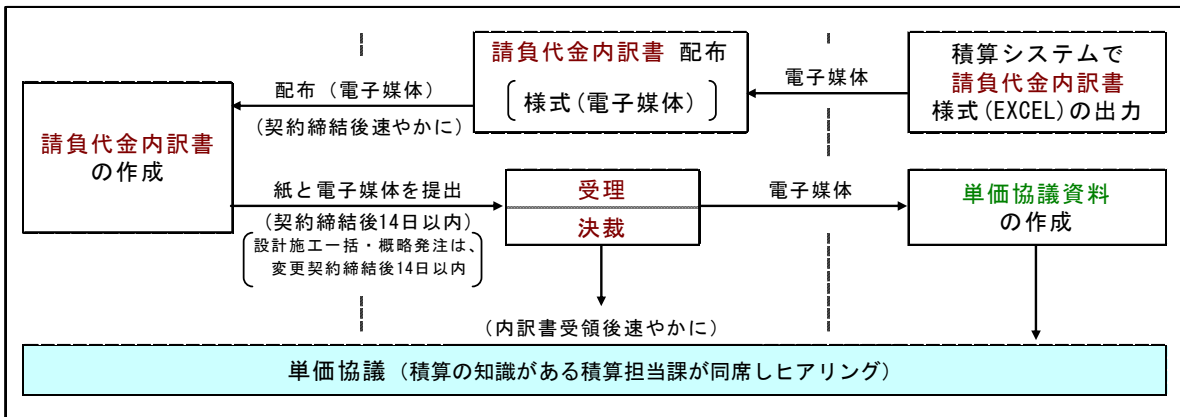 請負代金内訳書 配布
様式(電子媒体)
積算システムで
請負代金内訳書
様式(EXCEL)の出力
電子媒体
配布(電子媒体)
(契約締結後速やかに)
請負代金内訳書
の作成
紙と電子媒体を提出
(契約締結後14日以内)
設計施工一括・概略発注は、
変更契約締結後14日以内
受理
決裁
電子媒体
単価協議資料
の作成
(内訳書受領後速やかに)
単価協議(積算の知識がある積算担当課が同席しヒアリング)